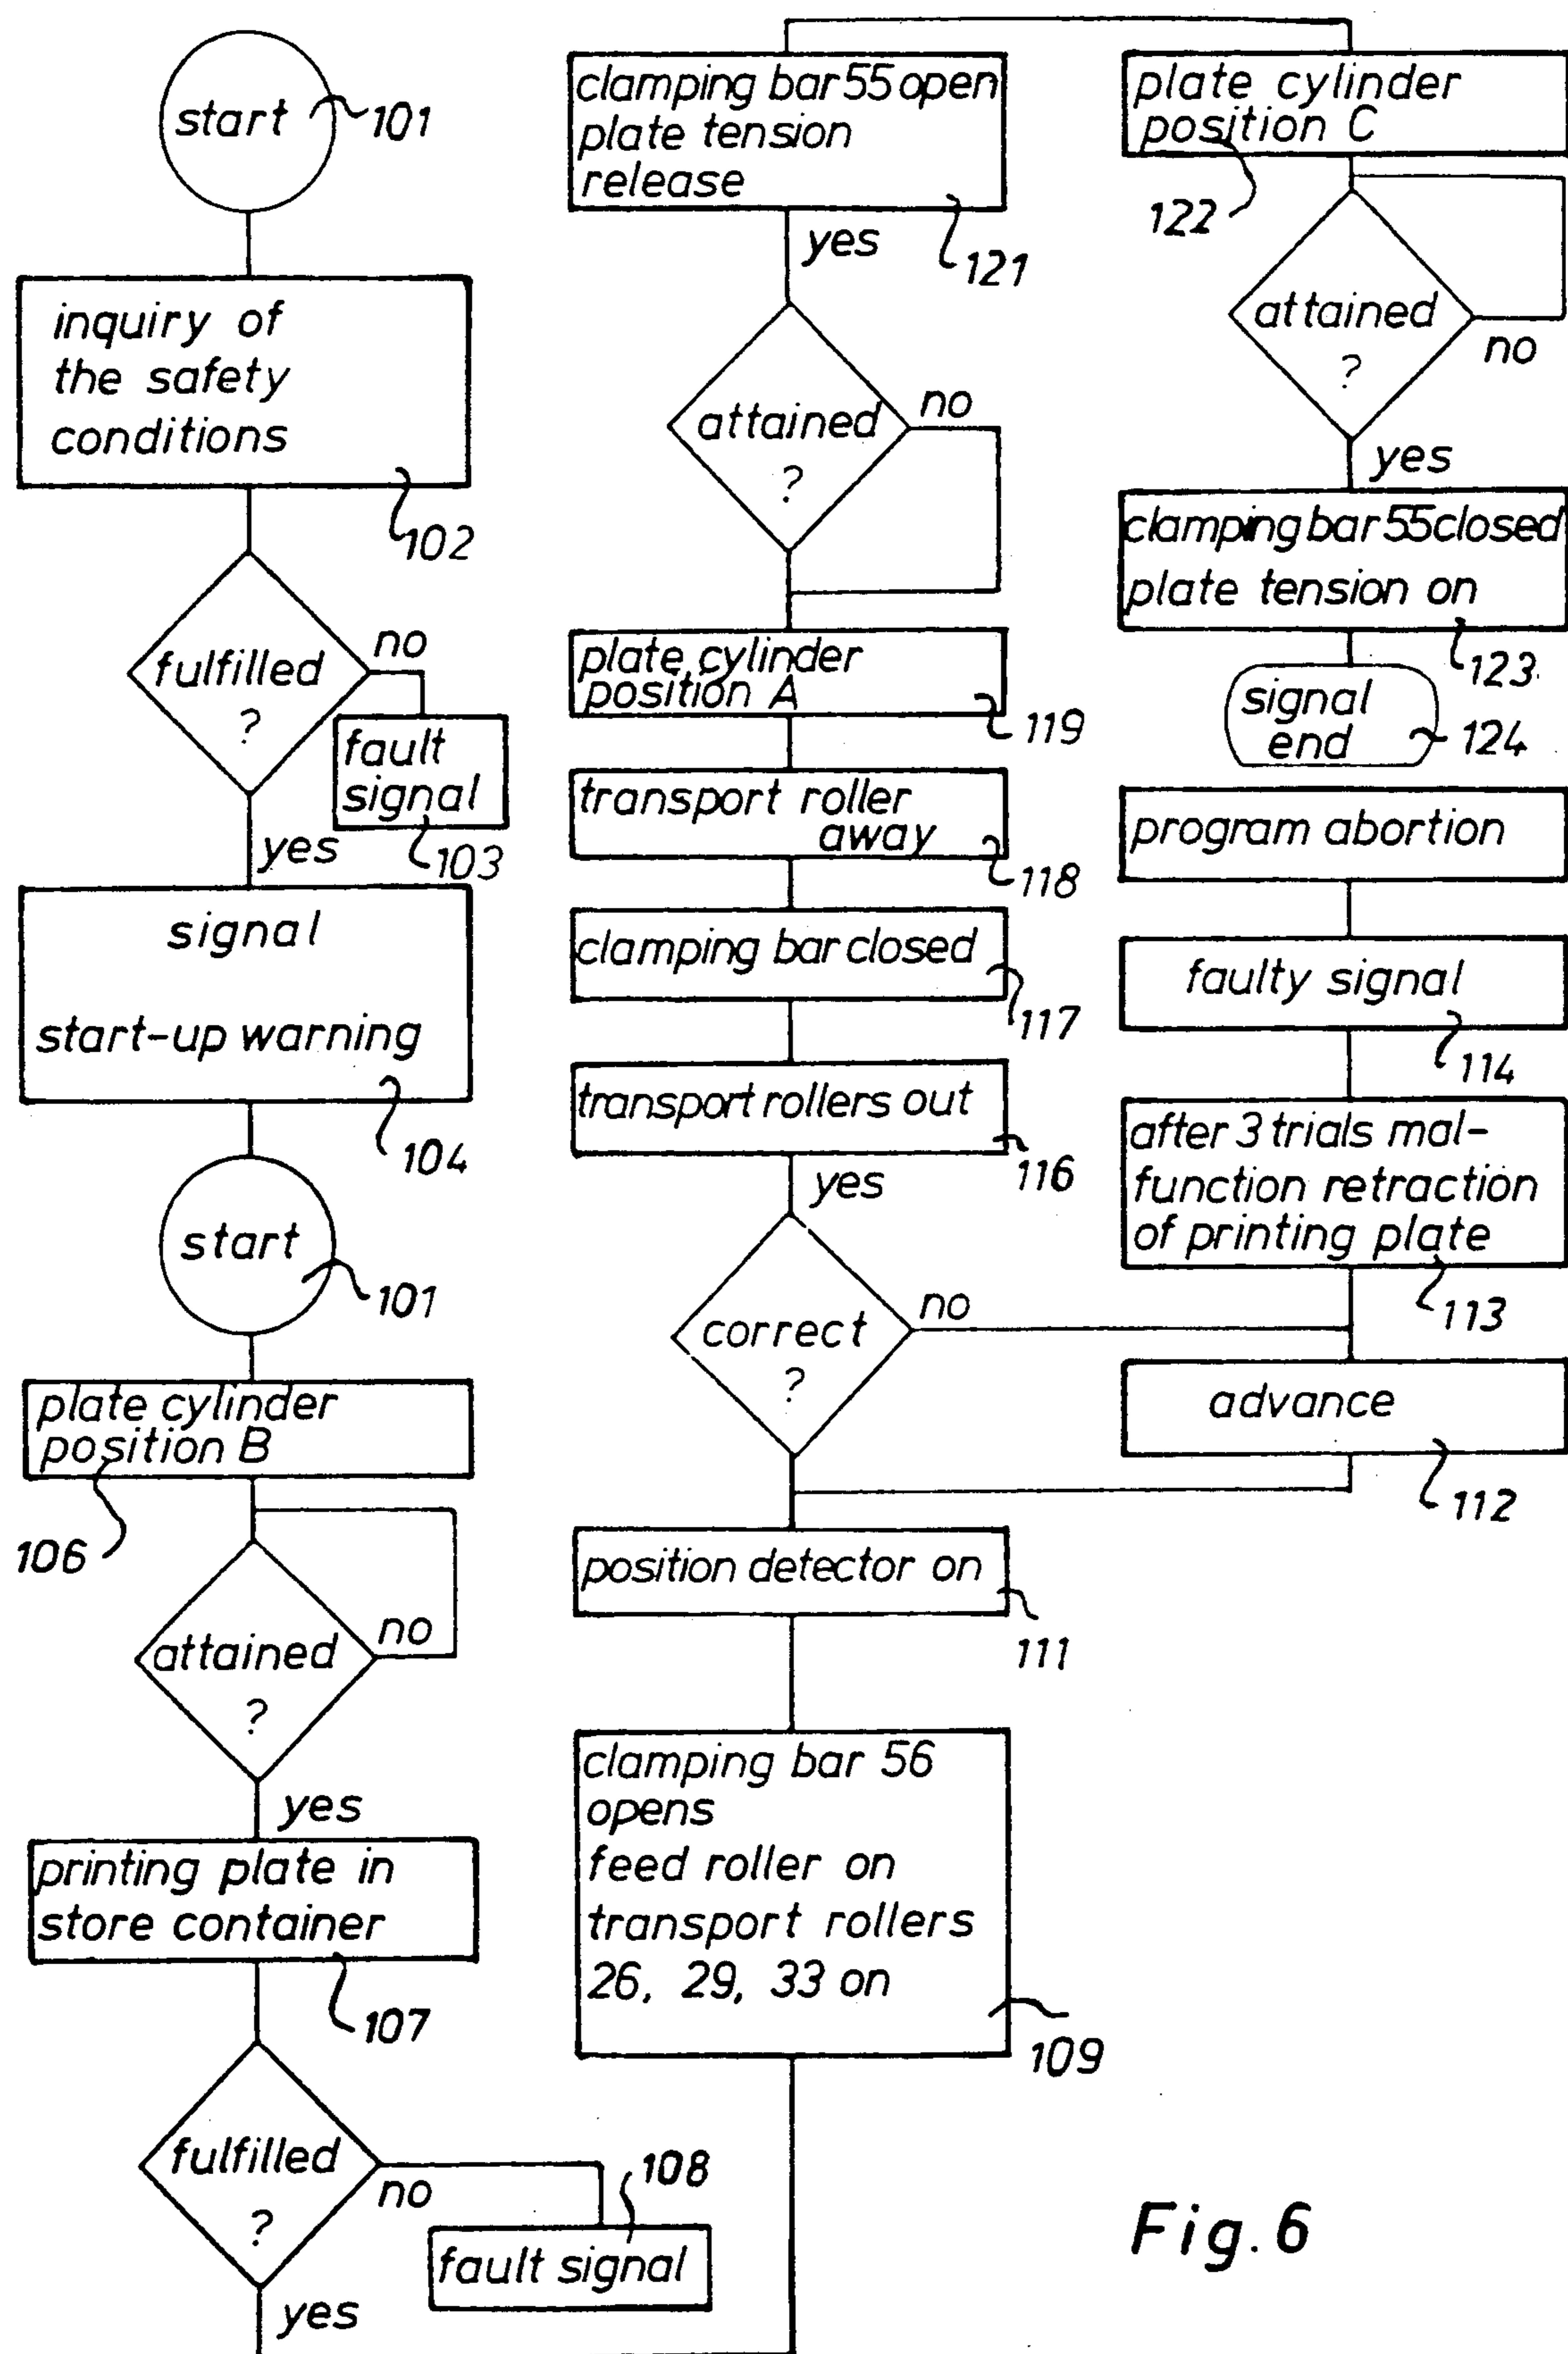 start
101
inquiry of
the safety
conditions
102
fulfilled
?
no
fault
signal
103
yes
signal
start-up warning
104
start
101
plate cylinder
position B
106
attained
?
no
yes
printing plate in
store container
107
fulfilled
?
no
108
fault signal
yes
clamping bar 55 open
plate tension
release
121
yes
attained
?
no
plate cylinder
position A
119
transport roller
away
118
clamping bar closed
117
transport rollers out
116
yes
correct
?
no
position detector on
111
clamping bar 56
opens
feed roller on
transport rollers
26, 29, 33 on
109
plate cylinder
position C
122
attained
?
no
yes
clamping bar 55 closed
plate tension on
123
signal
end
124
program abortion
faulty signal
114
after 3 trials mal-
function retraction
of printing plate
113
advance
112
Fig. 6